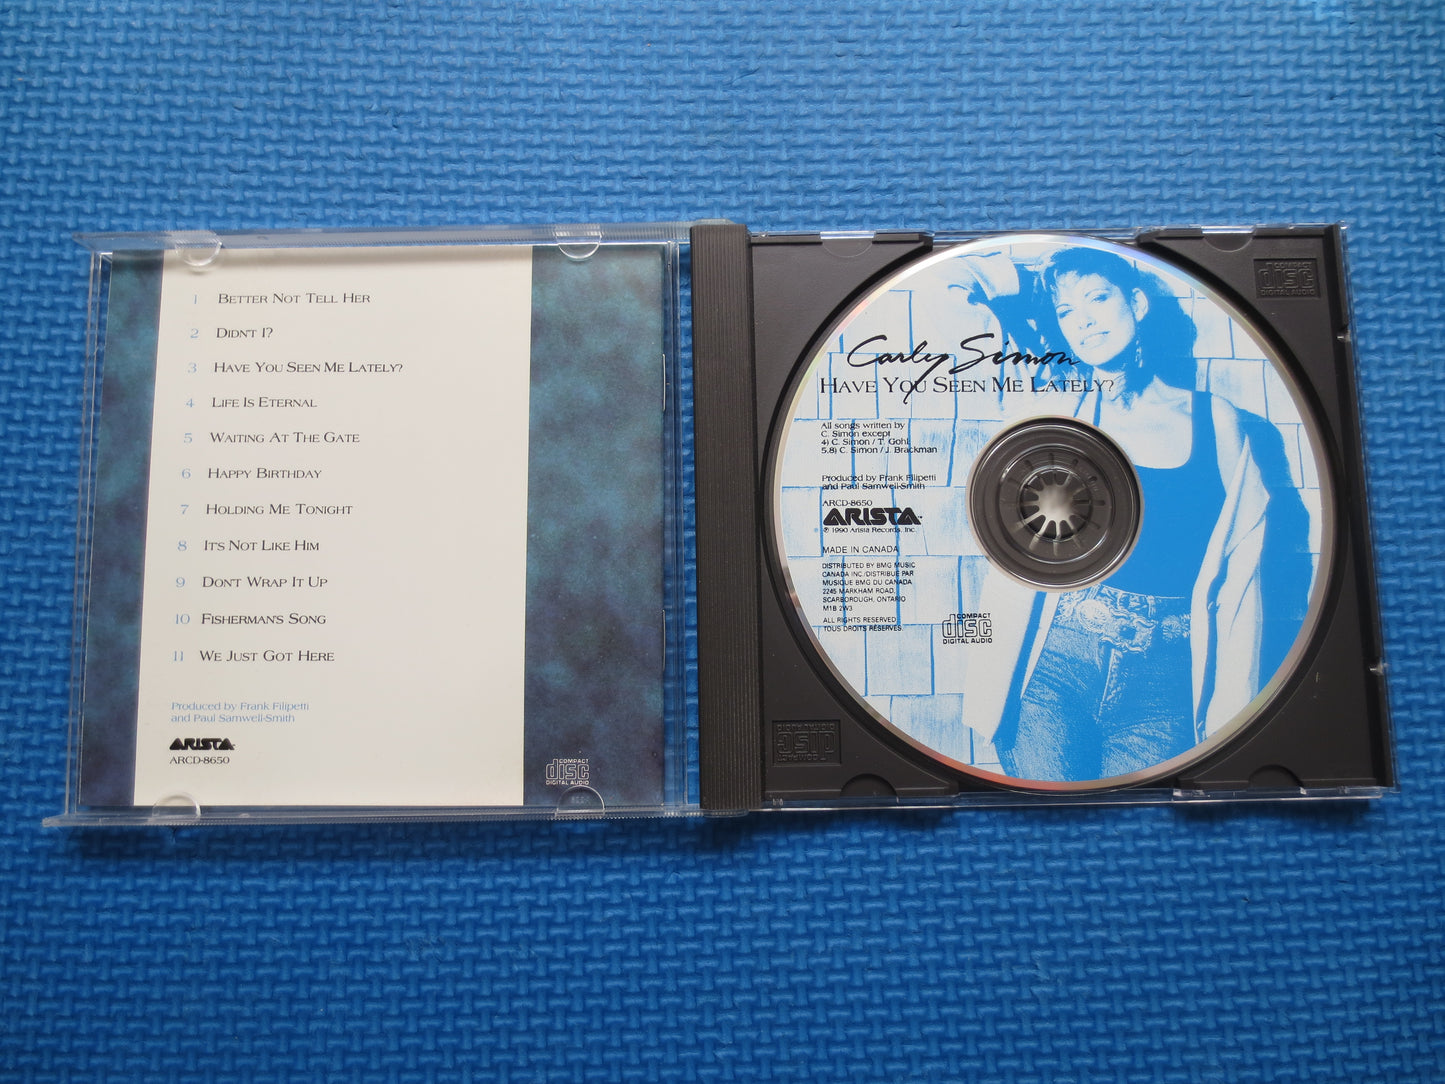 1 BETTER NOT TELL HER
2 DIDN'T I?
3 HAVE YOU SEEN ME LATELY?
4 LIFE IS ETERNAL
5 WAITING AT THE GATE
6 HAPPY BIRTHDAY
7 HOLDING ME TONIGHT
8 IT'S NOT LIKE HIM
9 DON'T WRAP IT UP
10 FISHERMAN'S SONG
11 WE JUST GOT HERE
Produced by Frank Filipetti
and Paul Samwell-Smith
ARISTA
ARCD-8650
COMPACT
disc
DIGITAL AUDIO
Carly Simon
HAVE YOU SEEN ME LATELY?
All songs written by
C. Simon except
4) C. Simon / T. Gohl
5,8) C. Simon / J. Brackman
Produced by Frank Filipetti
and Paul Samwell-Smith
ARCD-8650
ARISTA™
℗ 1990 Arista Records, Inc.
MADE IN CANADA
DISTRIBUTED BY BMG MUSIC
CANADA INC./DISTRIBUE PAR
MUSIQUE BMG DU CANADA
2245 MARKHAM ROAD,
SCARBOROUGH, ONTARIO
M1B 2W3
ALL RIGHTS RESERVED
TOUS DROITS RÉSERVÉS.
COMPACT
disc
DIGITAL AUDIO
COMPACT
disc
DIGITAL AUDIO
COMPACT
disc
DIGITAL AUDIO